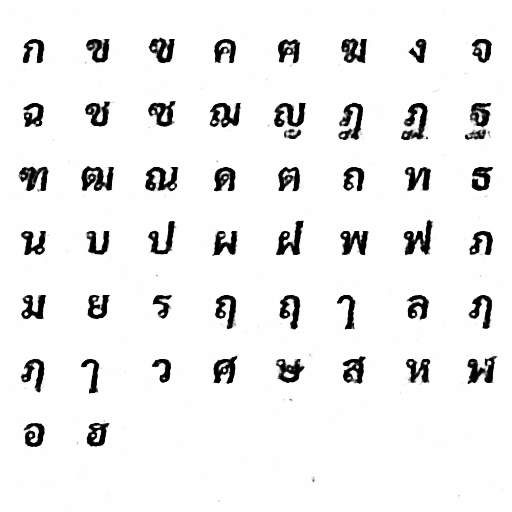 ก ข ฃ ค ฅ ฆ ง จ
ฉ ช ซ ฌ ญ ฎ ฏ ฐ
ฑ ฒ ณ ด ต ถ ท ธ
น บ ป ผ ฝ พ ฟ ภ
ม ย ร ฤ ฤ ๅ ล ฦ
ฦ ๅ ว ศ ษ ส ห ฬ
อ ฮ